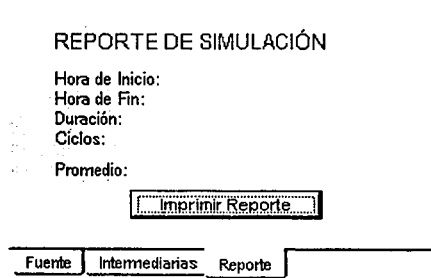 REPORTE DE SIMULACIÓN
Hora de Inicio:
Hora de Fin:
Duración:
Ciclos:
Promedio:
Imprimir Reporte
Fuente Intermediarias Reporte